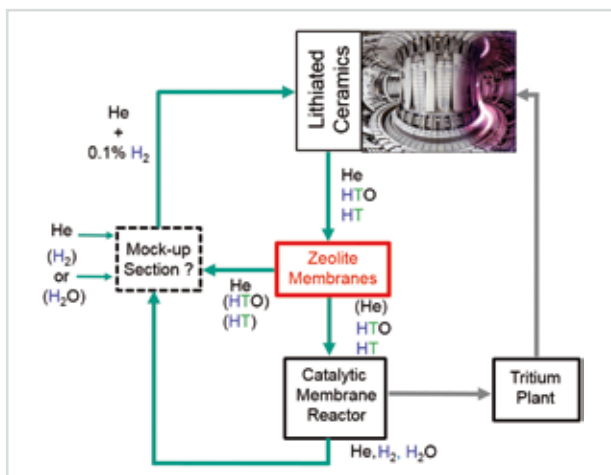 Lithiated
Ceramics
He
+
0.1% H₂
He
HTO
HT
He
(H₂)
or
(H₂O)
Mock-up
Section ?
He
(HTO)
(HT)
Zeolite
Membranes
(He)
HTO
HT
Catalytic
Membrane
Reactor
Tritium
Plant
He, H₂, H₂O